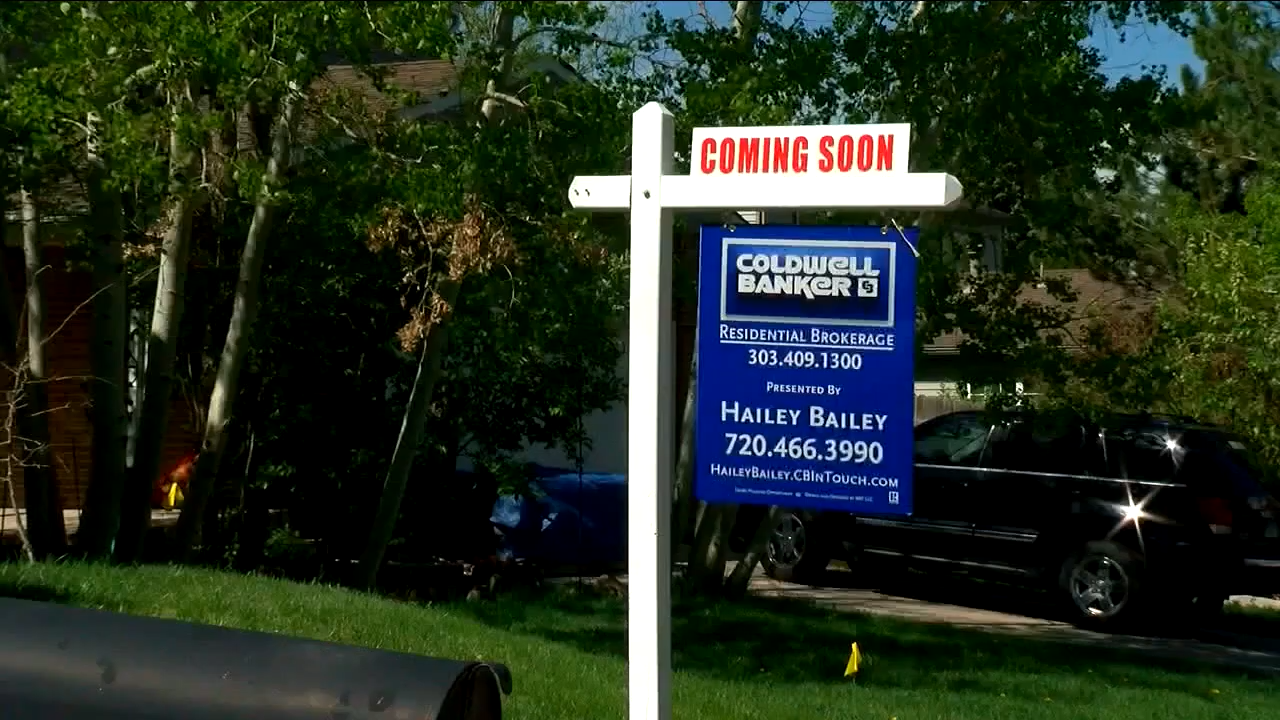 COMING SOON
COLDWELL
BANKER
RESIDENTIAL BROKERAGE
303.409.1300
PRESENTED BY
HAILEY BAILEY
720.466.3990
HAILEYBAILEY.CBINTOUCH.COM